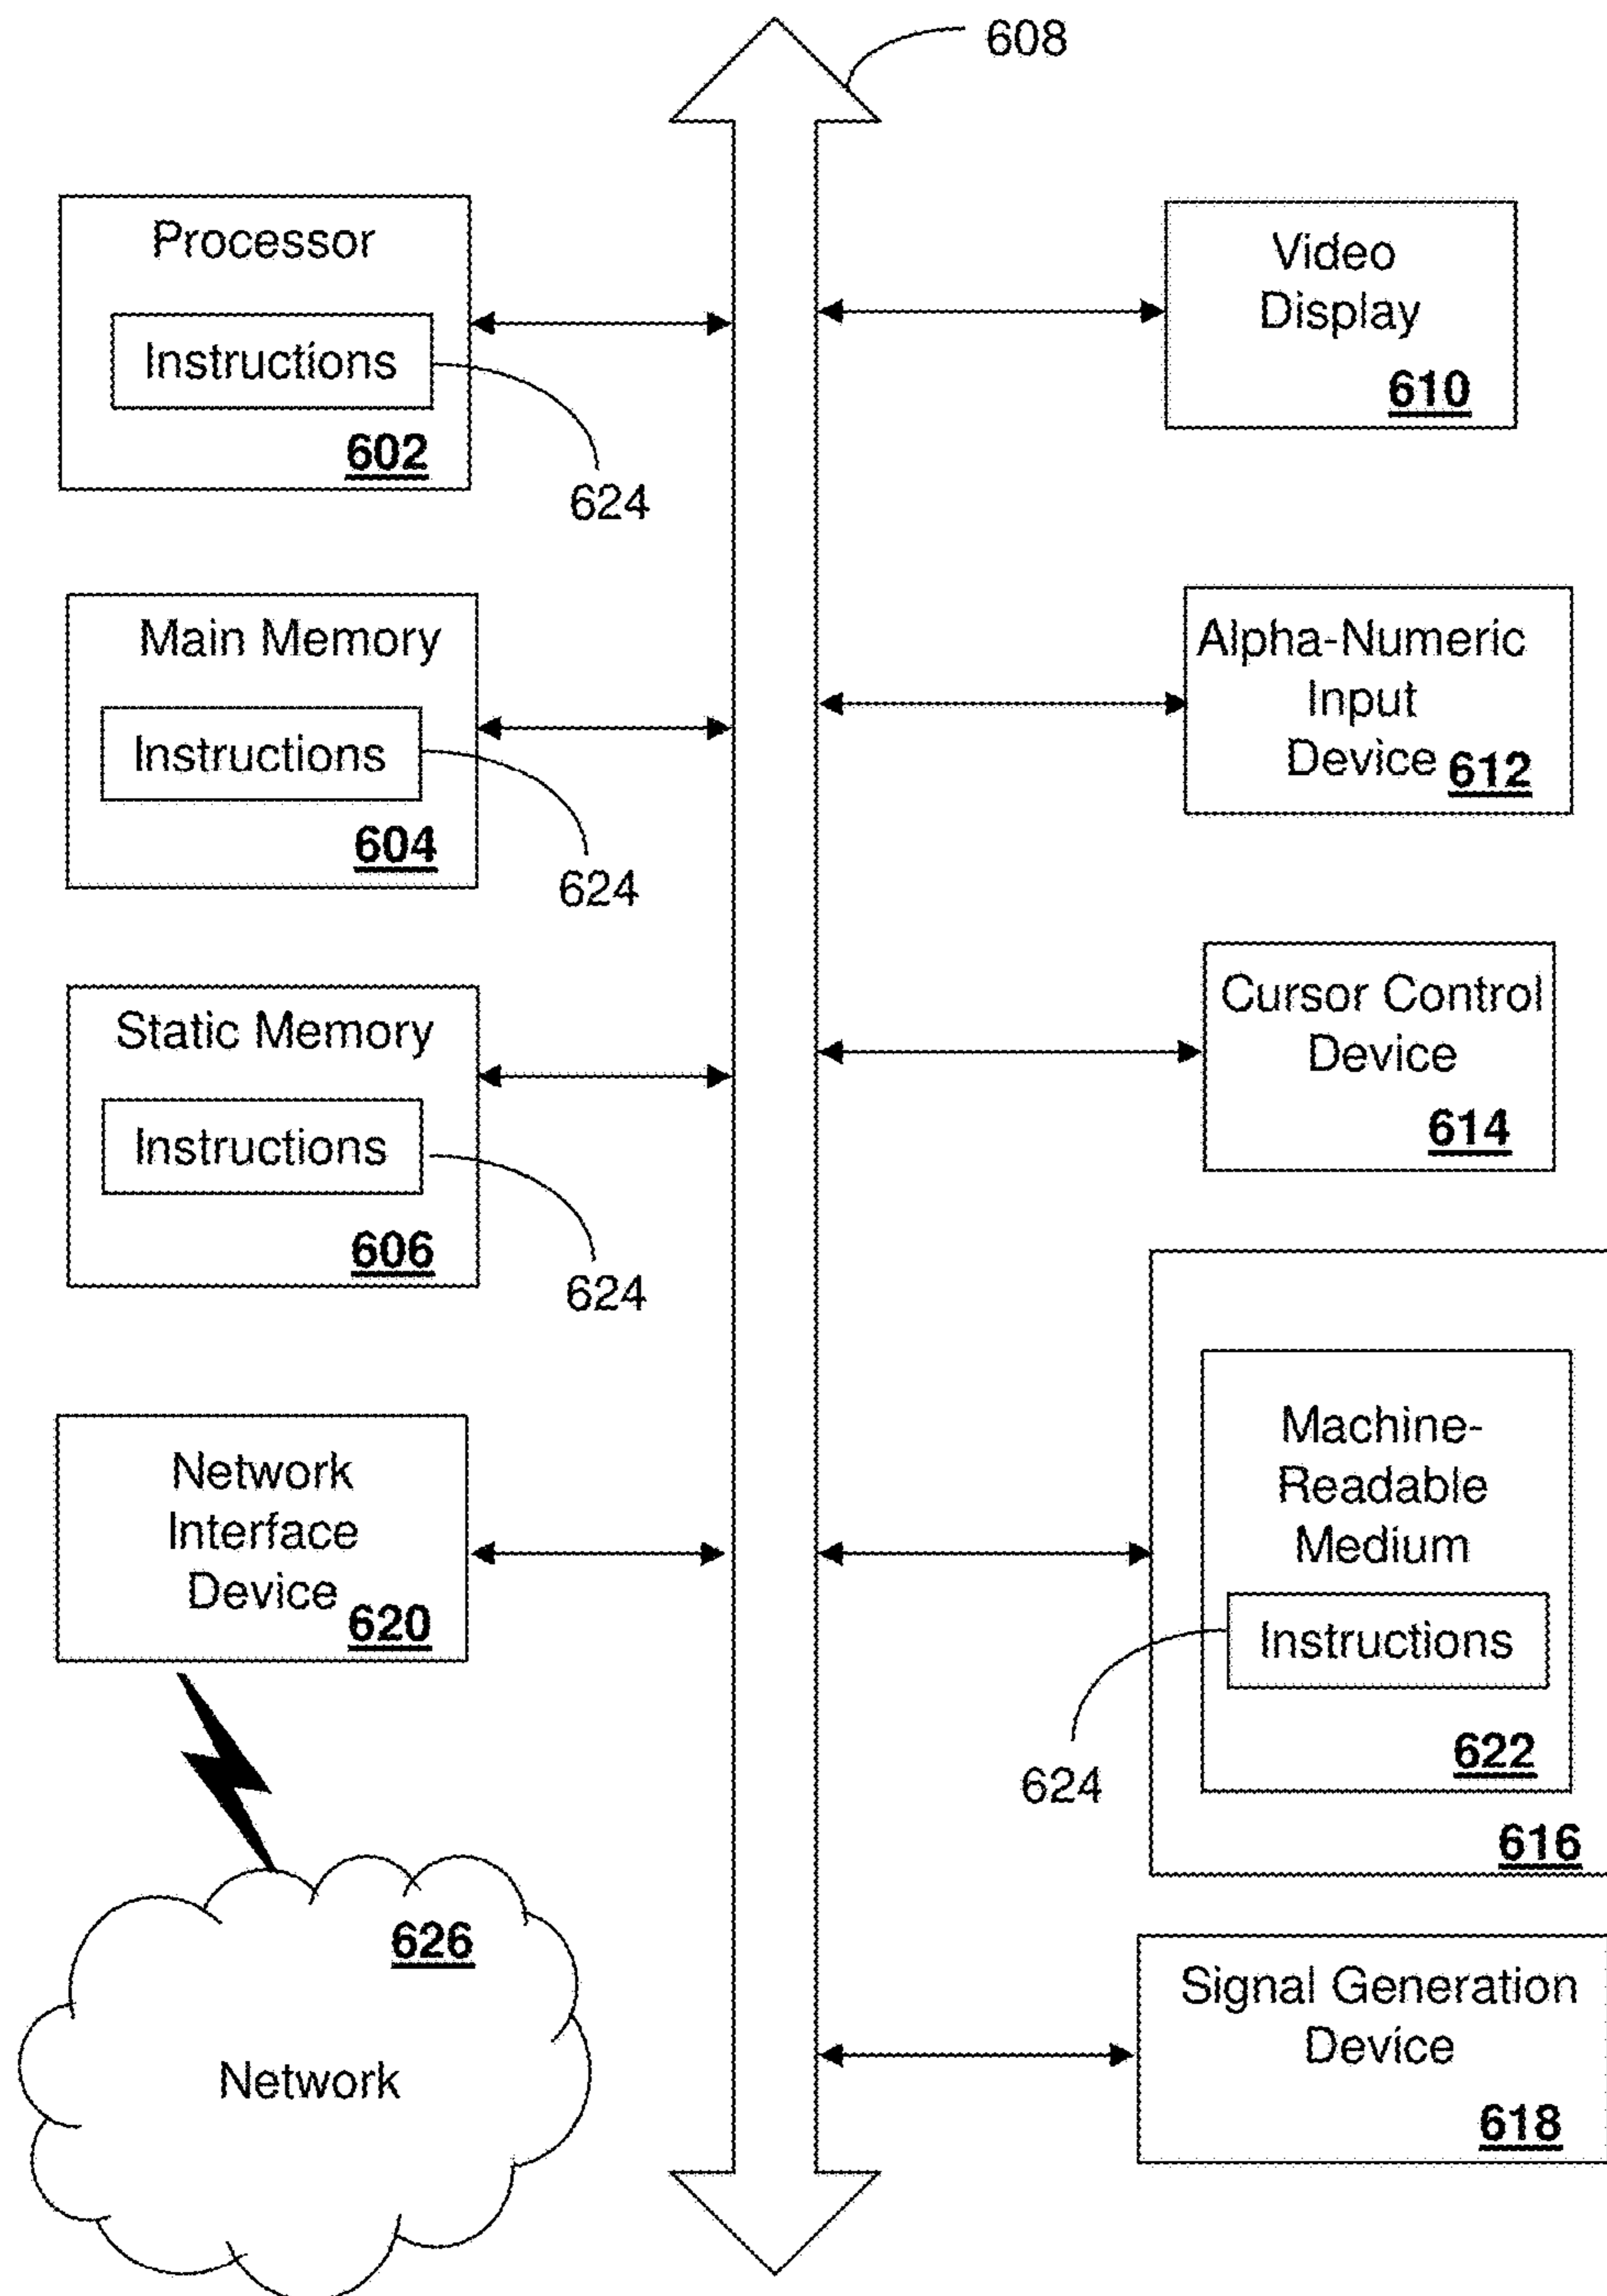 608
Processor
Instructions
602
624
Main Memory
Instructions
604
624
Static Memory
Instructions
606
624
Network
Interface
Device
620
626
Network
Video
Display
610
Alpha-Numeric
Input
Device
612
Cursor Control
Device
614
Machine-
Readable
Medium
Instructions
624
622
616
Signal Generation
Device
618